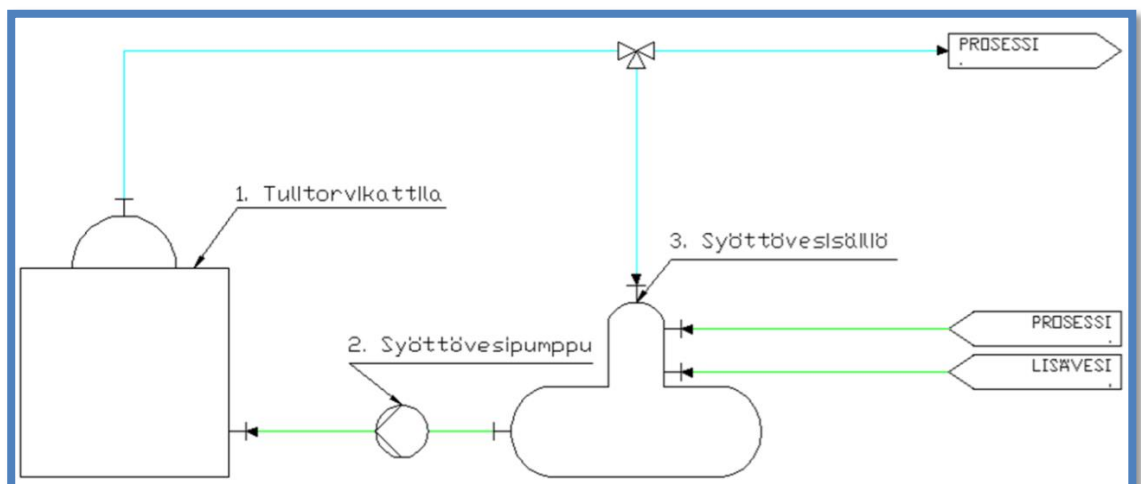 PROSESSI
.
1. Tulitorvikattila
3. Syöttövesisäiliö
PROSESSI
.
2. Syöttövesipumppu
LISÄVESI
.